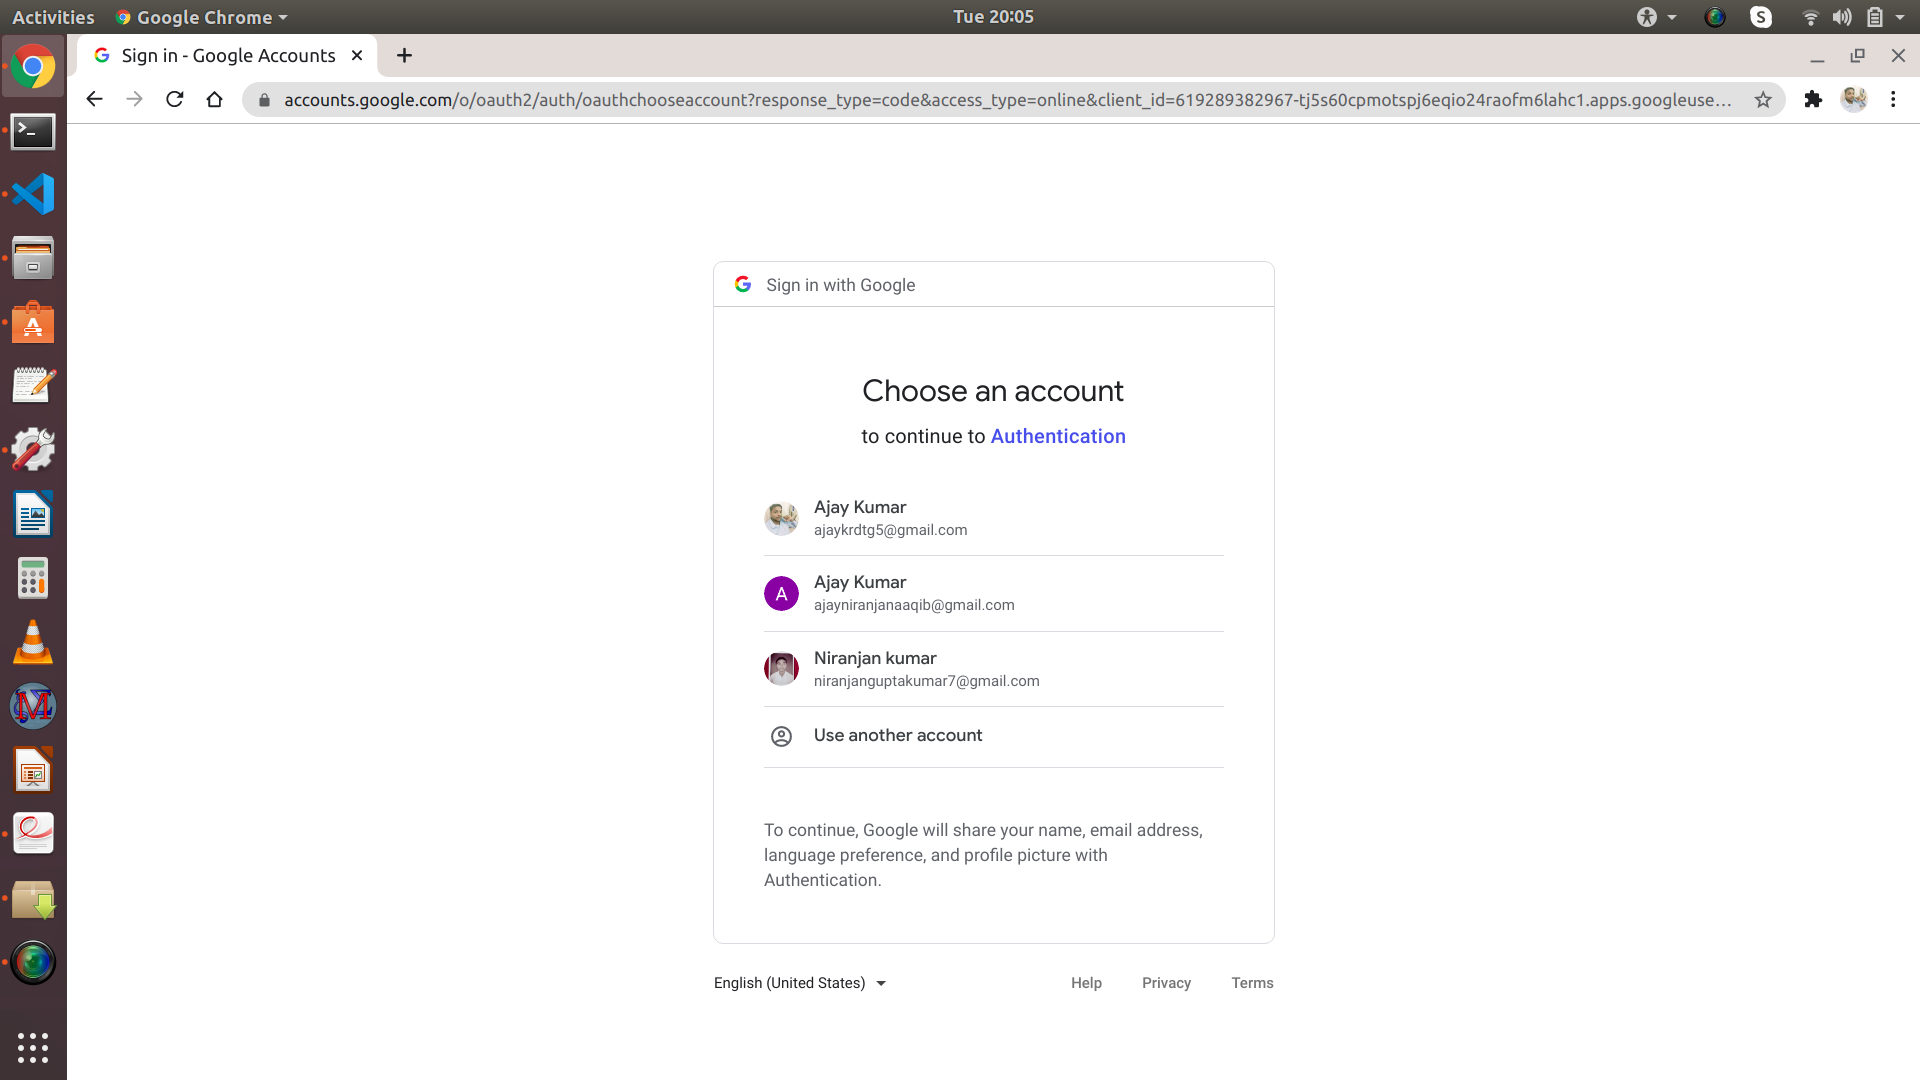 Activities
Google Chrome
Tue 20:05
Sign in - Google Accounts
accounts.google.com/o/oauth2/auth/oauthchooseaccount?response_type=code&access_type=online&client_id=619289382967-tj5s60cpmotspj6eqio24raofm6lahc1.apps.googleuse...
Sign in with Google
Choose an account
to continue to Authentication
Ajay Kumar
ajaykrdtg5@gmail.com
A
Ajay Kumar
ajayniranjanaaqib@gmail.com
Niranjan kumar
niranjanguptakumar7@gmail.com
Use another account
To continue, Google will share your name, email address,
language preference, and profile picture with
Authentication.
English (United States)
Help
Privacy
Terms